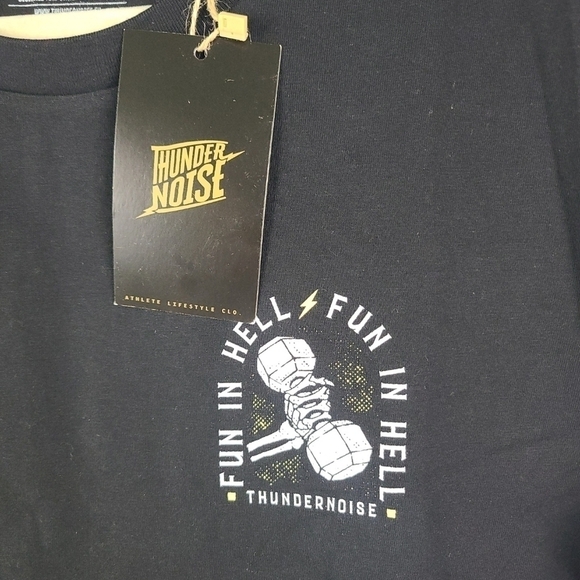 THUNDER
NOISE
ATHLETE LIFESTYLE CLO.
FUN IN HELL FUN IN HELL
THUNDERNOISE